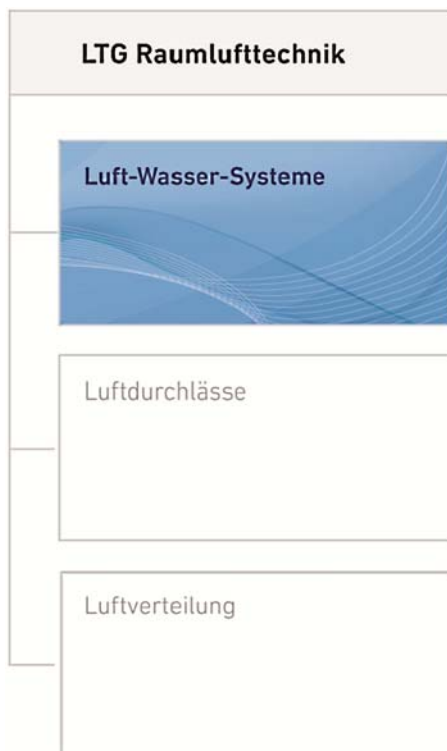 LTG Raumlufttechnik
Luft-Wasser-Systeme
Luftdurchlässe
Luftverteilung